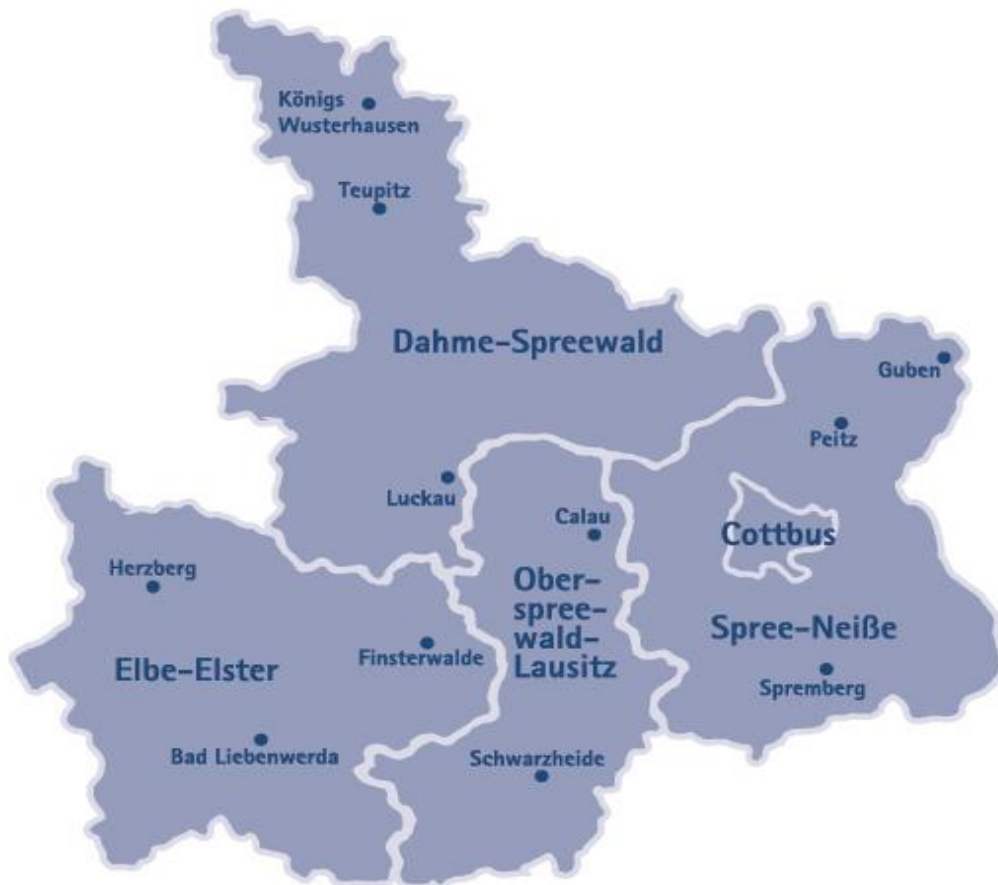 Königs
Wusterhausen
Teupitz
Dahme-Spreewald
Guben
Peitz
Luckau
Calau
Cottbus
Herzberg
Ober-
spree-
wald-
Lausitz
Spree-Neiße
Finsterwalde
Elbe-Elster
Spremberg
Bad Liebenwerda
Schwarzheide